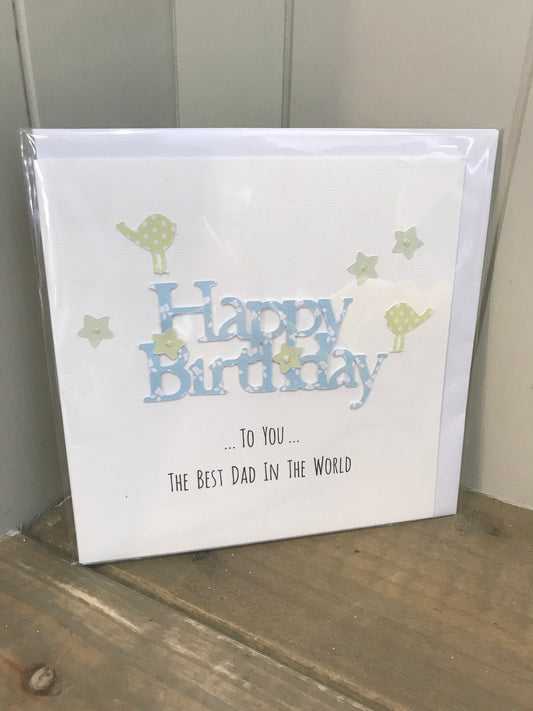 Happy
Birthday
... To You ...
The Best Dad In The World